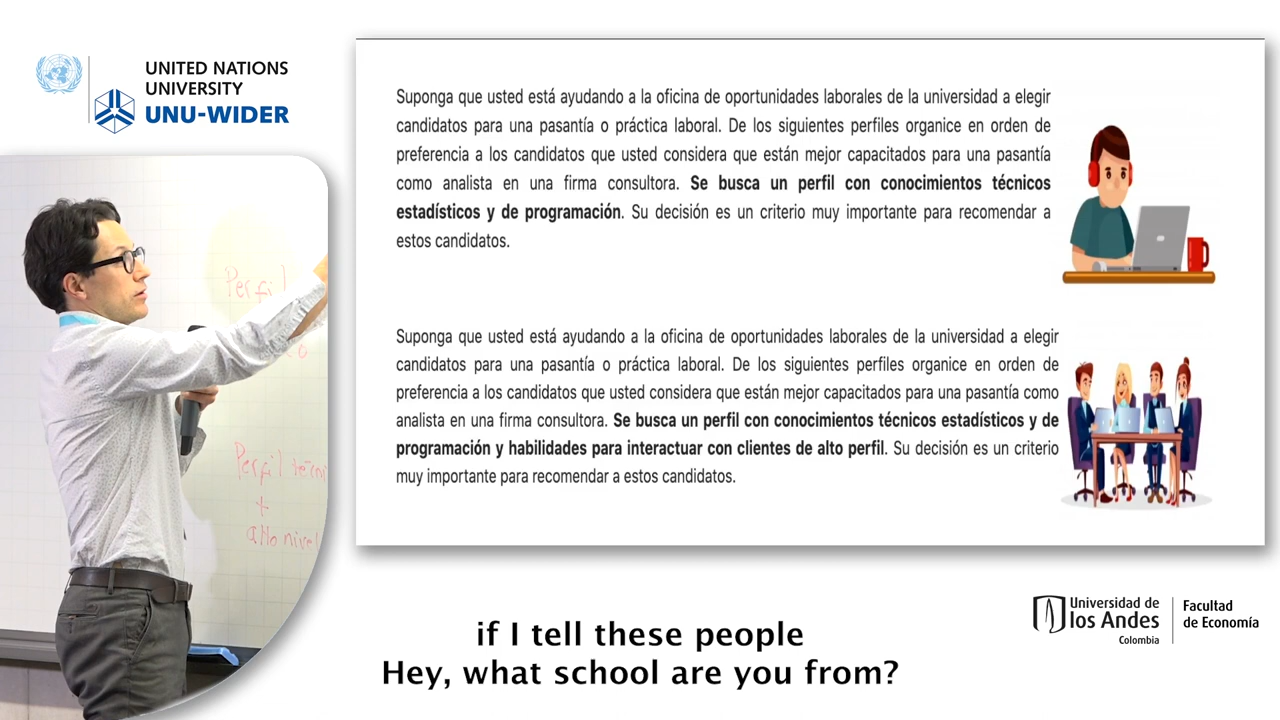 UNITED NATIONS
UNIVERSITY
UNU-WIDER
Suponga que usted está ayudando a la oficina de oportunidades laborales de la universidad a elegir
candidatos para una pasantía o práctica laboral. De los siguientes perfiles organice en orden de
preferencia a los candidatos que usted considera que están mejor capacitados para una pasantía
como analista en una firma consultora. Se busca un perfil con conocimientos técnicos
estadísticos y de programación. Su decisión es un criterio muy importante para recomendar a
estos candidatos.
Suponga que usted está ayudando a la oficina de oportunidades laborales de la universidad a elegir
candidatos para una pasantía o práctica laboral. De los siguientes perfiles organice en orden de
preferencia a los candidatos que usted considera que están mejor capacitados para una pasantía como
analista en una firma consultora. Se busca un perfil con conocimientos técnicos estadísticos y de
programación y habilidades para interactuar con clientes de alto perfil. Su decisión es un criterio
muy importante para recomendar a estos candidatos.
Perfil
Perfil
+
alto nivel
if I tell these people
Hey, what school are you from?
Universidad de
los Andes
Colombia
Facultad
de Economía